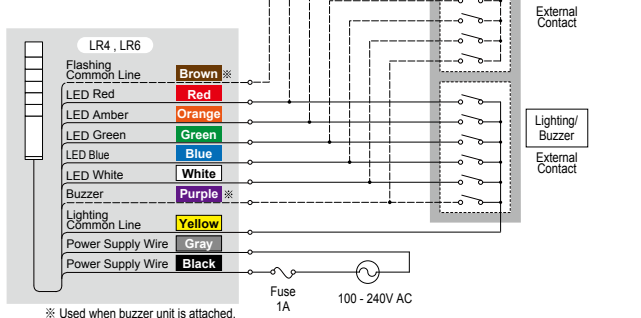 External
Contact
LR4 , LR6
Flashing
Common Line Brown ※
LED Red Red
LED Amber Orange
LED Green Green
LED Blue Blue
LED White White
Buzzer Purple ※
Lighting
Common Line Yellow
Power Supply Wire Gray
Power Supply Wire Black
Lighting/
Buzzer
External
Contact
Fuse
1A
100 - 240V AC
※ Used when buzzer unit is attached.